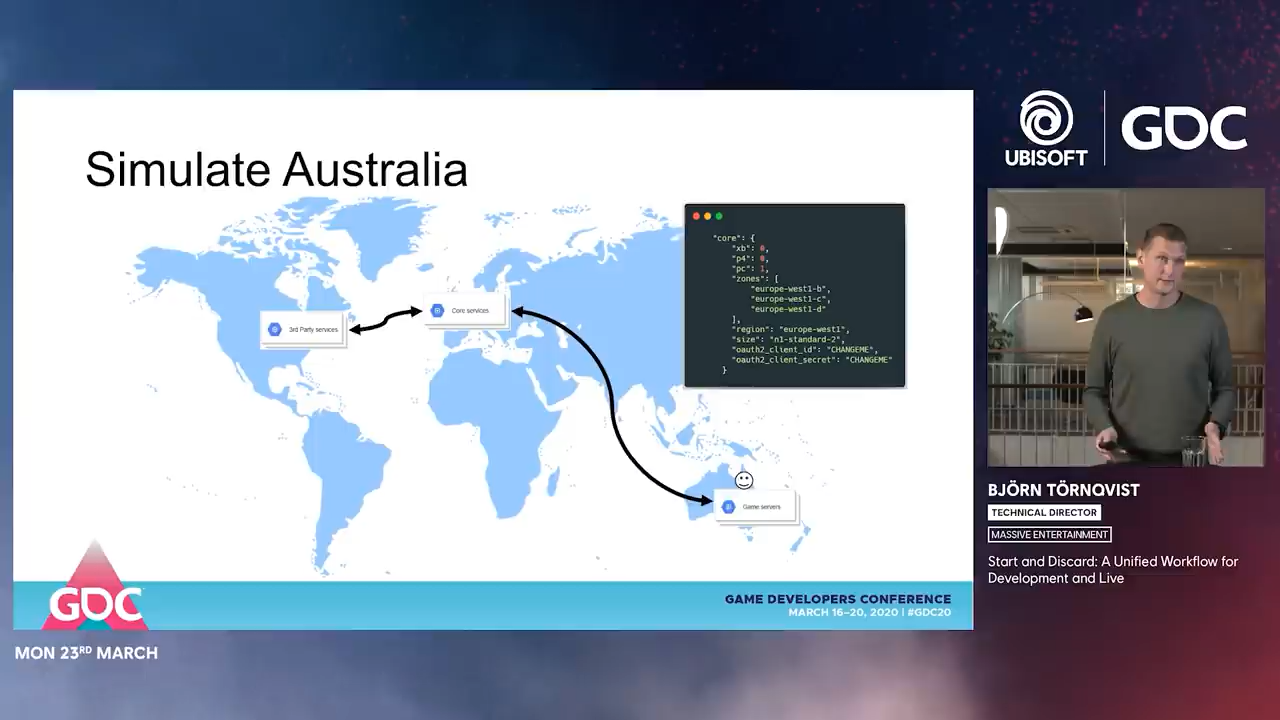 Simulate Australia
"core": {
"xb": 0,
"p4": 0,
"pc": 1,
"zones": [
"europe-west1-b",
"europe-west1-c",
"europe-west1-d"
],
"region": "europe-west1",
"size": "n1-standard-2",
"oauth2_client_id": "CHANGEME",
"oauth2_client_secret": "CHANGEME"
}
3rd Party services
Core services
Game servers
GDC
GAME DEVELOPERS CONFERENCE
MARCH 16–20, 2020 | #GDC20
MON 23RD MARCH
UBISOFT
GDC
BJÖRN TÖRNQVIST
TECHNICAL DIRECTOR
MASSIVE ENTERTAINMENT
Start and Discard: A Unified Workflow for
Development and Live